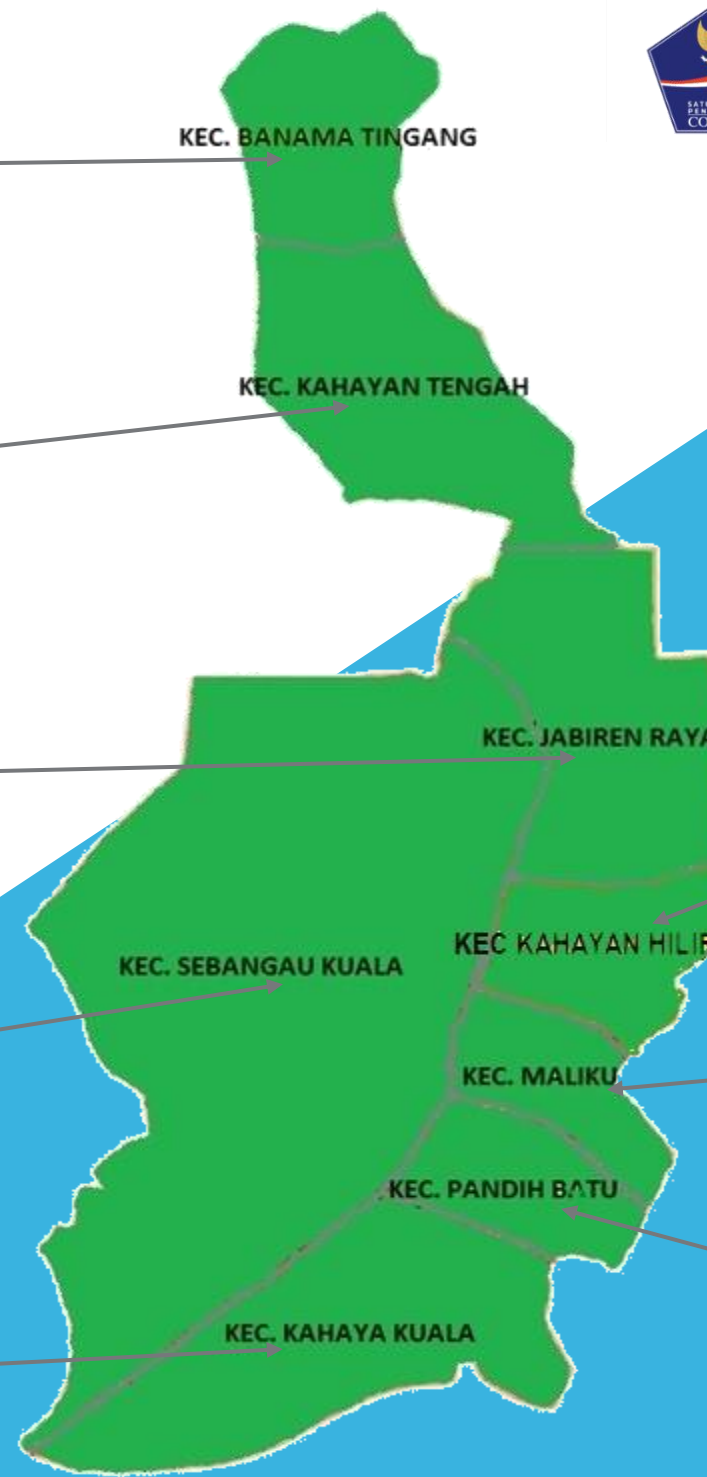 KEC. BANAMA TINGANG
KEC. KAHAYAN TENGAH
KEC. JABIREN RAYA
KEC KAHAYAN HILIR
KEC. SEBANGAU KUALA
KEC. MALIKU
KEC. PANDIH BATU
KEC. KAHAYA KUALA